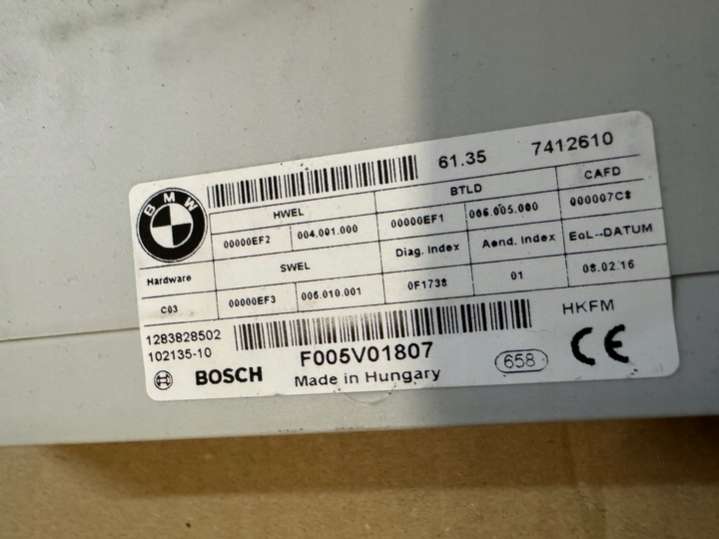 61.35 7412610
BMW
HWEL BTLD CAFD
00000EF2 004.001.000 00000EF1 006.005.000 000007C8
Hardware SWEL Diag. Index Aend. Index EoL--DATUM
C03 00000EF3 006.010.001 0F1738 01 08.02.16
1283828502 HKFM
102135-10 F005V01807 658 CE
BOSCH Made in Hungary